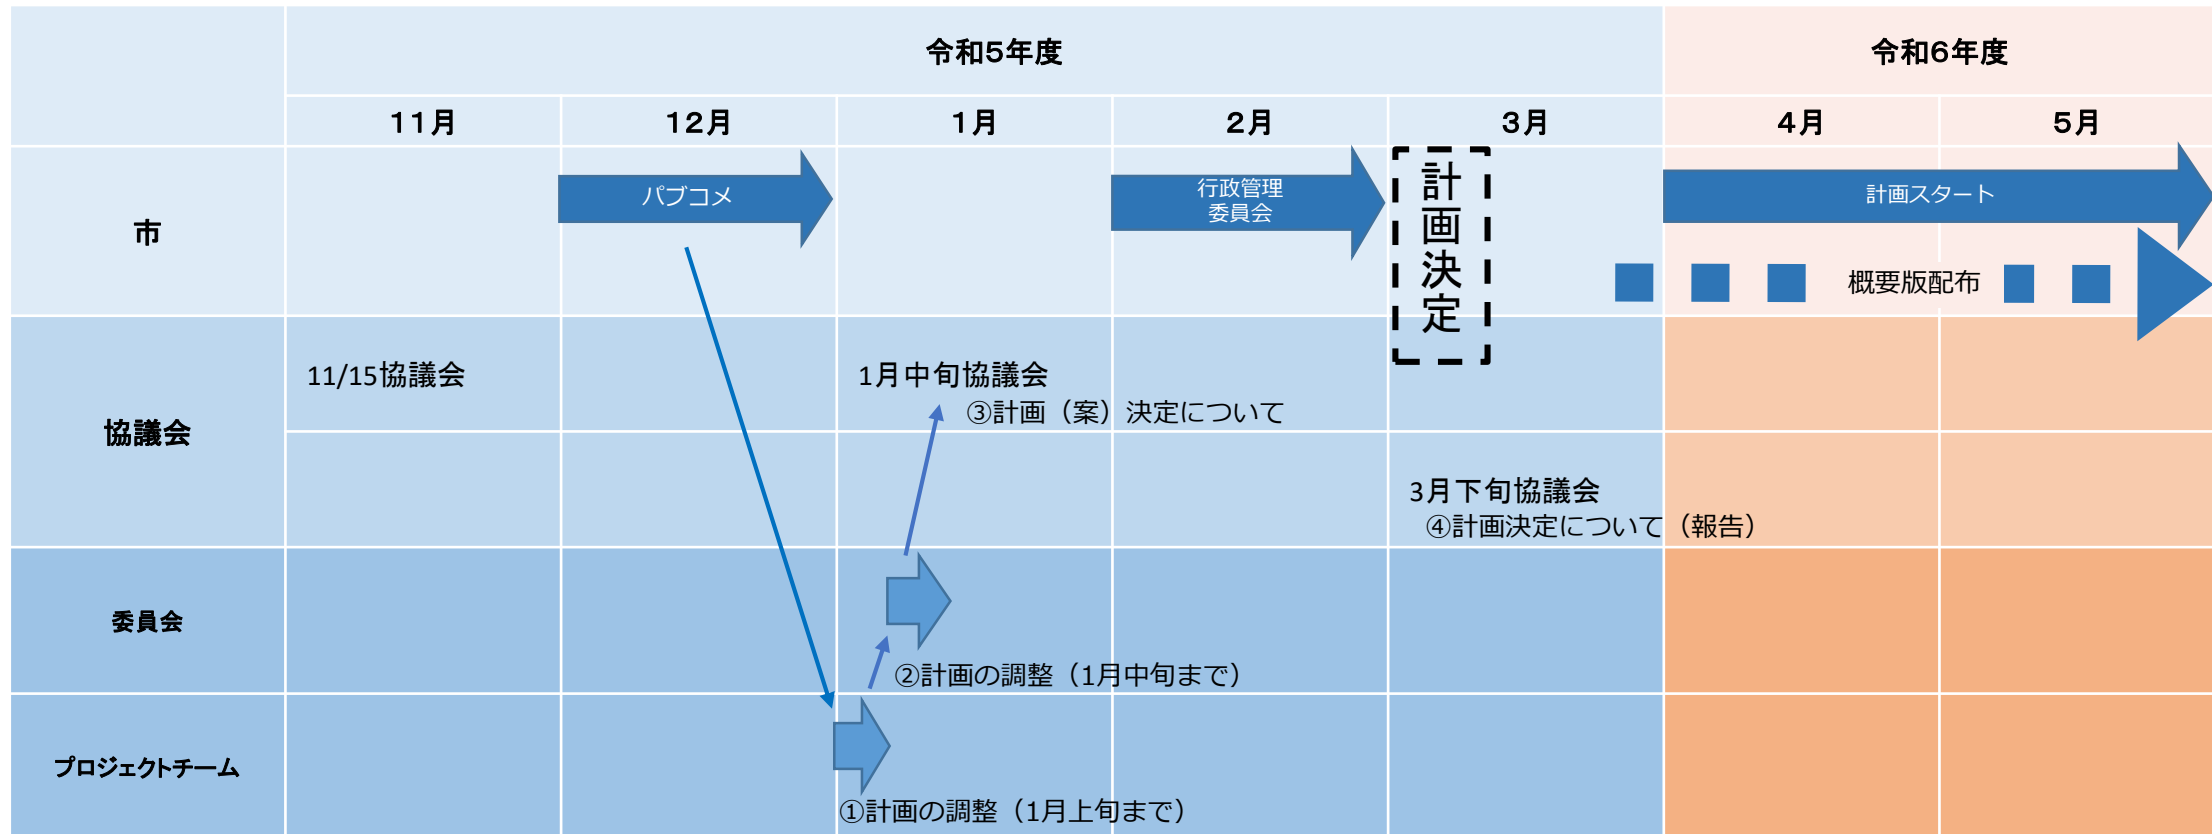 令和5年度
令和6年度
11月
12月
1月
2月
3月
4月
5月
市
パブコメ
行政管理
委員会
計画決定
計画スタート
概要版配布
協議会
11/15協議会
1月中旬協議会
③計画（案）決定について
3月下旬協議会
④計画決定について（報告）
委員会
②計画の調整（1月中旬まで）
プロジェクトチーム
①計画の調整（1月上旬まで）